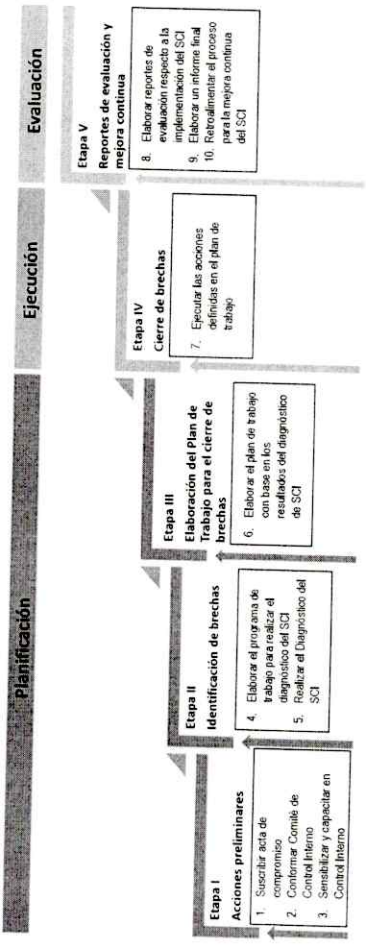 Planificación
Ejecución
Evaluación
Etapa I
Acciones preliminares
1. Suscribir acta de
compromiso
2. Conformar Comité de
Control Interno
3. Sensibilizar y capacitar en
Control Interno
Etapa II
Identificación de brechas
4. Elaborar el programa de
trabajo para realizar el
diagnóstico del SCI
5. Realizar el Diagnóstico del
SCI
Etapa III
Elaboración del Plan de
Trabajo para el cierre de
brechas
6. Elaborar el plan de trabajo
con base en los
resultados del diagnóstico
de SCI
Etapa IV
Cierre de brechas
7. Ejecutar las acciones
definidas en el plan de
trabajo
Etapa V
Reportes de evaluación y
mejora continua
8. Elaborar reportes de
evaluación respecto a la
implementación del SCI
9. Elaborar un informe final
10. Retroalimentar el proceso
para la mejora continua
del SCI